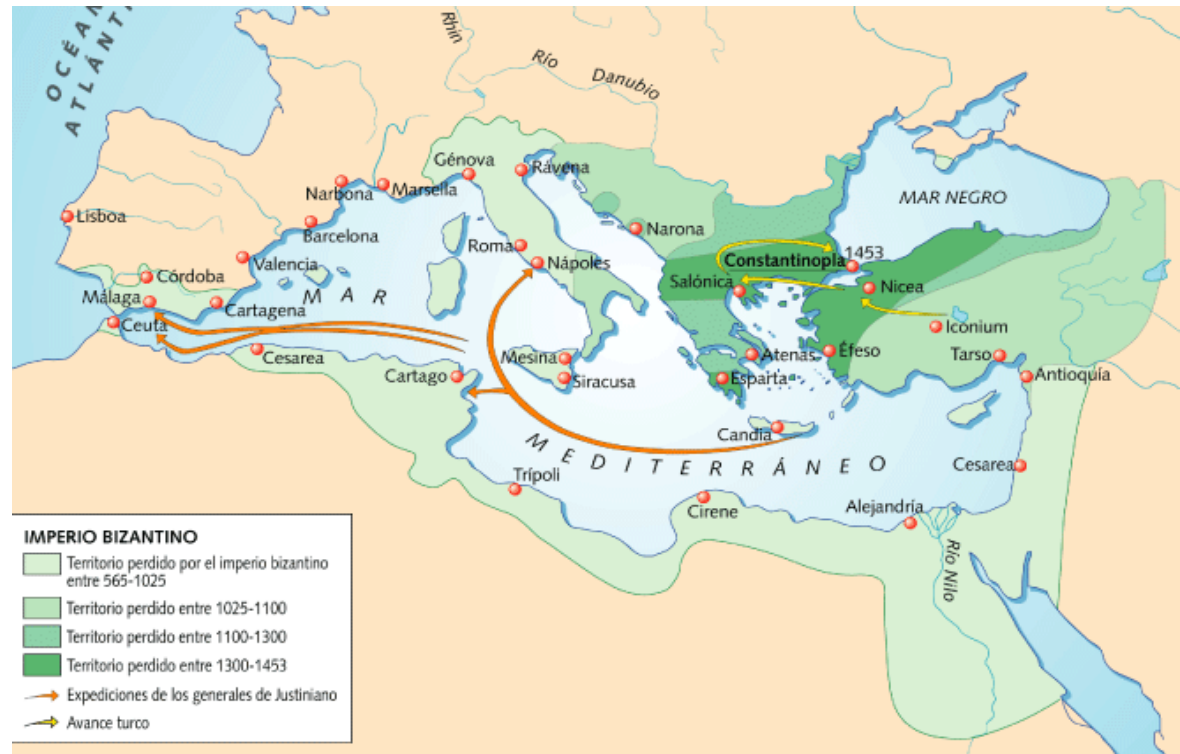 OCÉAN
ATLÁNTI
Rhin
Río Danubio
Génova
Rávena
Narbona
Marsella
MAR NEGRO
Lisboa
Barcelona
Narona
Roma
Constantinopla
1453
Córdoba
Valencia
Nápoles
Salónica
Nicea
Málaga
Cartagena
MAR
Ceuta
Iconium
Cesarea
Mesina
Atenas
Éfeso
Tarso
Cartago
Siracusa
Esparta
Antioquía
Candia
MEDITERRÁNEO
Cesarea
Trípoli
Cirene
Alejandría
Río Nilo
IMPERIO BIZANTINO
Territorio perdido por el imperio bizantino
entre 565-1025
Territorio perdido entre 1025-1100
Territorio perdido entre 1100-1300
Territorio perdido entre 1300-1453
Expediciones de los generales de Justiniano
Avance turco